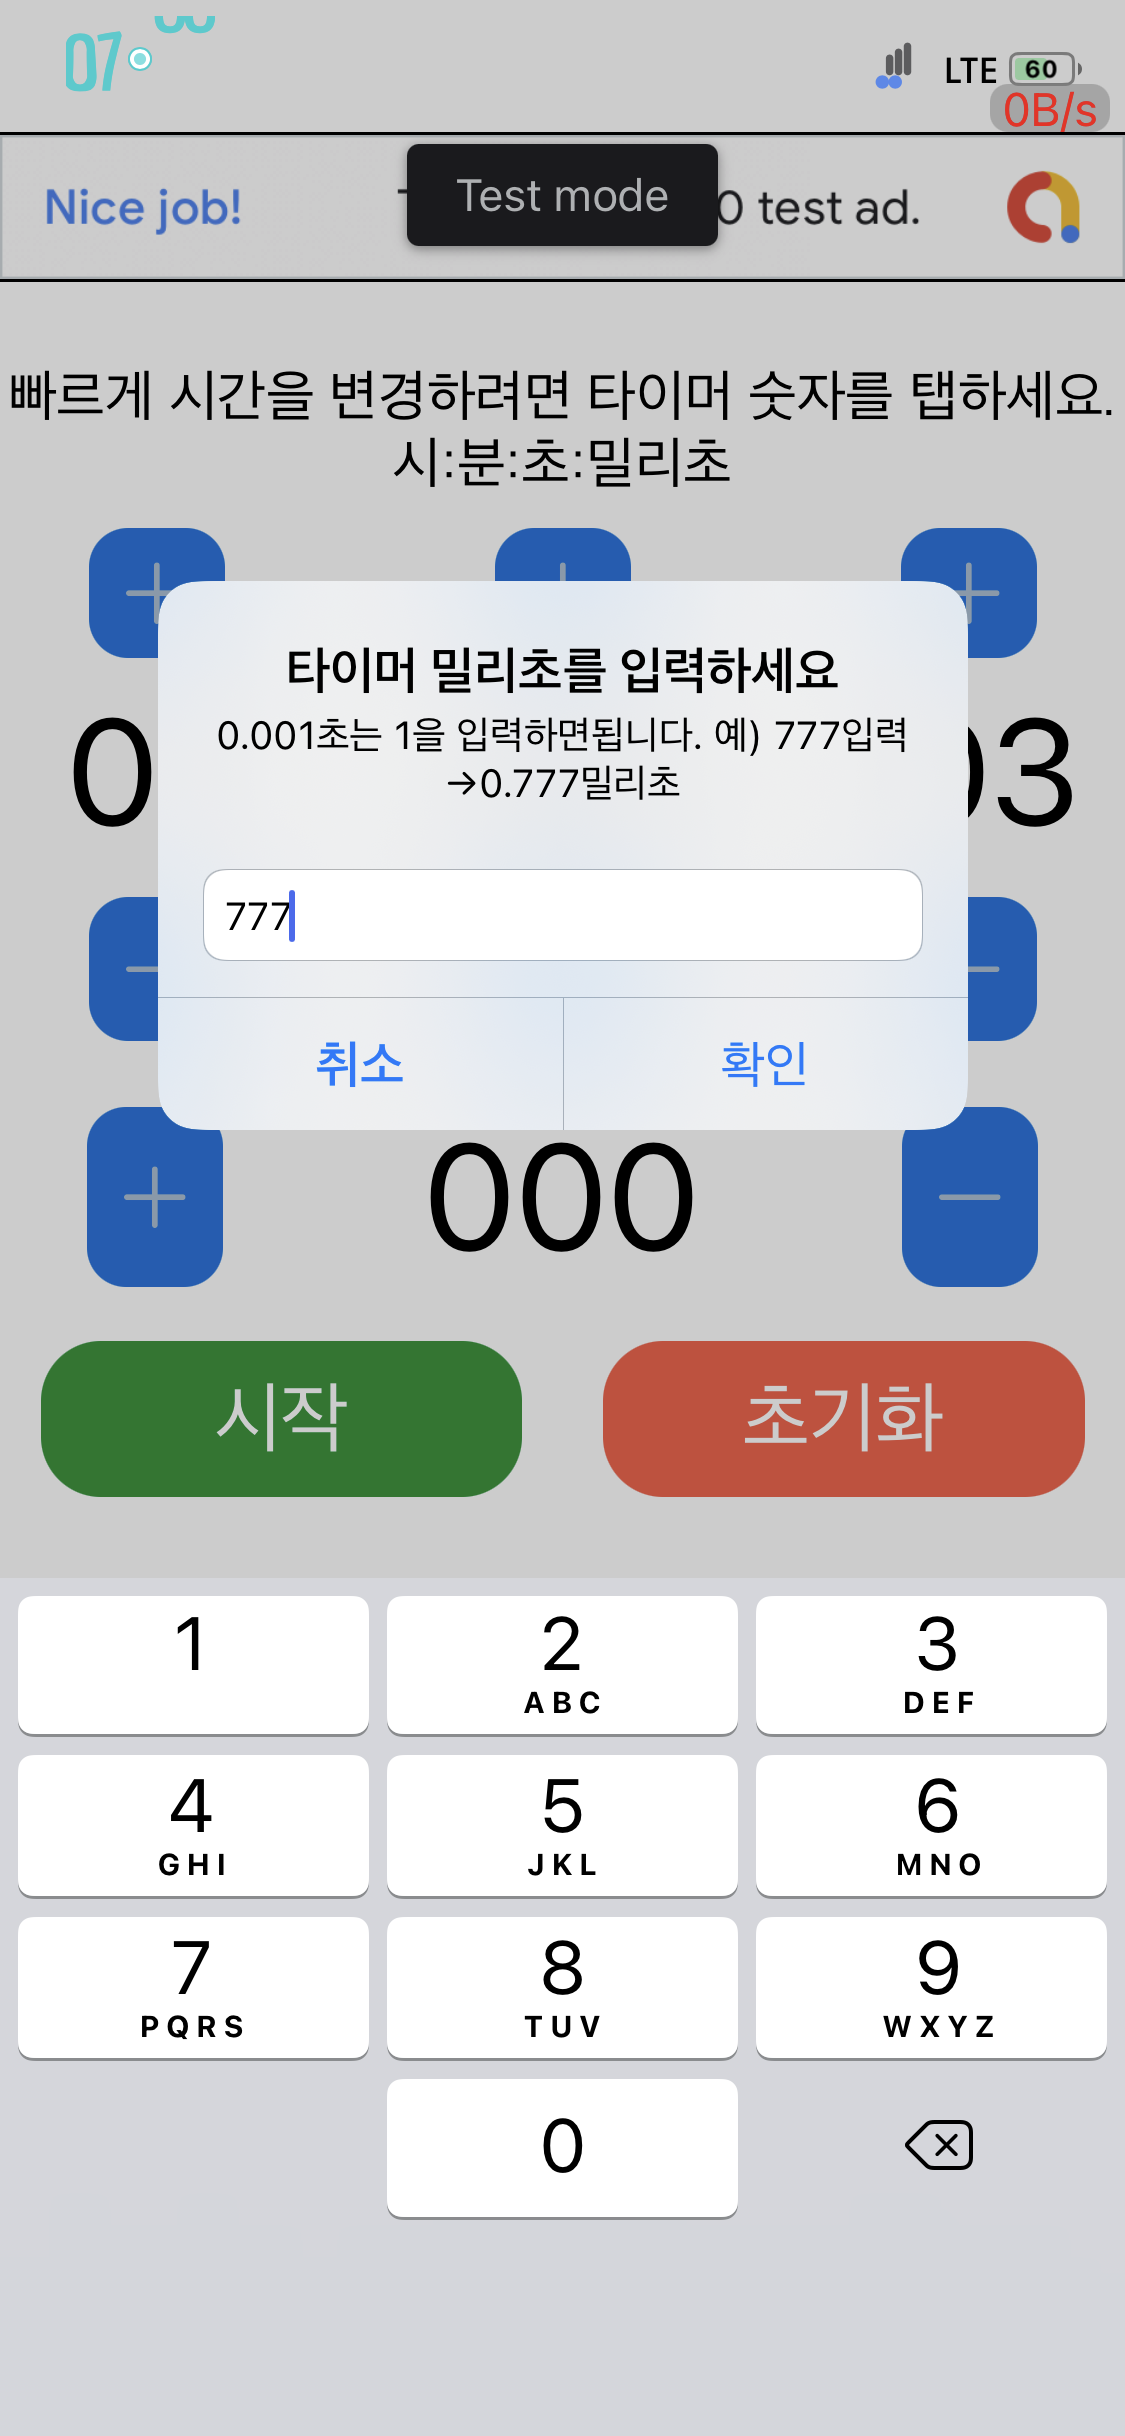 07
LTE 60
0B/s
Nice job!
Test mode
0 test ad.
빠르게 시간을 변경하려면 타이머 숫자를 탭하세요.
시:분:초:밀리초
타이머 밀리초를 입력하세요
0.001초는 1을 입력하면됩니다. 예) 777입력
→0.777밀리초
0
03
777
취소
확인
000
시작
초기화
1
2
ABC
3
DEF
4
GHI
5
JKL
6
MNO
7
PQRS
8
TUV
9
WXYZ
0